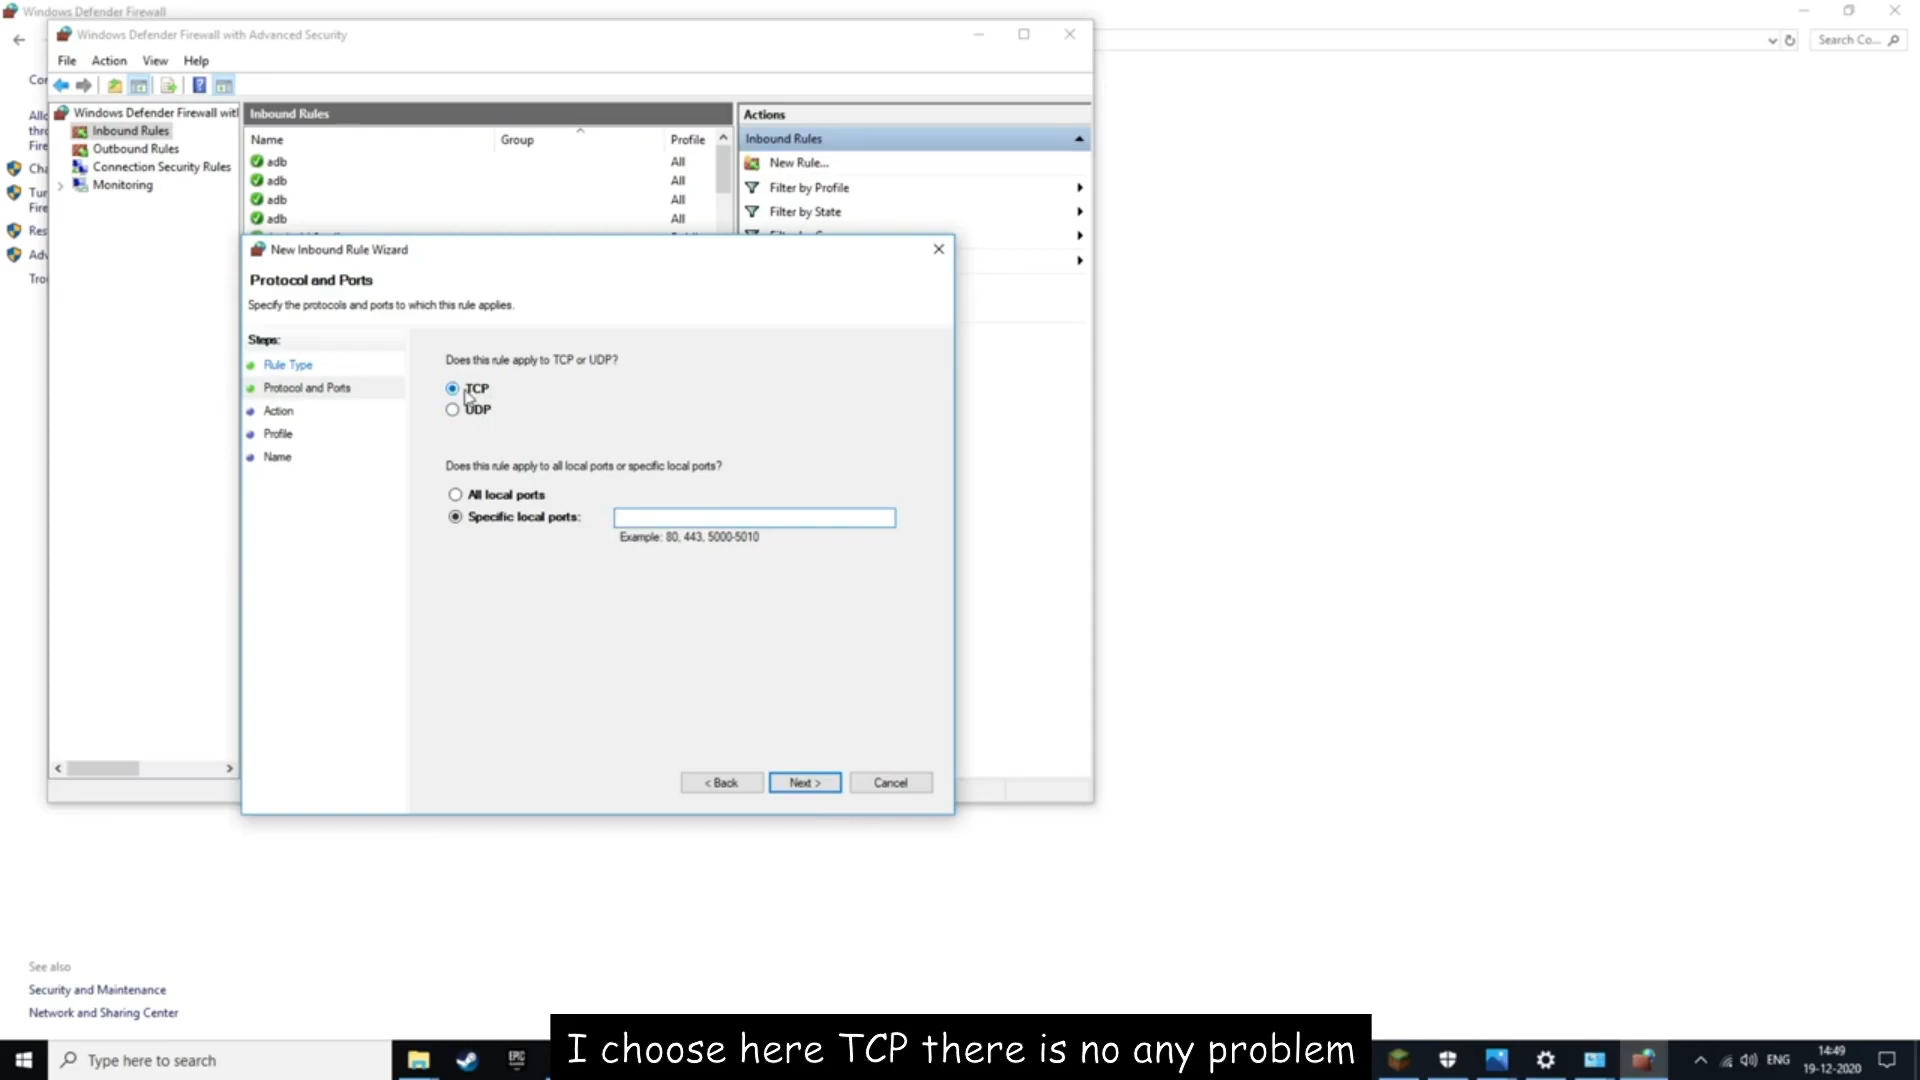 Windows Defender Firewall
Windows Defender Firewall with Advanced Security
Search Co...
File Action View Help
Windows Defender Firewall wit
Inbound Rules
Outbound Rules
Connection Security Rules
Monitoring
Inbound Rules
Name Group Profile
adb All
adb All
adb All
adb All
Actions
Inbound Rules
New Rule...
Filter by Profile
Filter by State
New Inbound Rule Wizard
Protocol and Ports
Specify the protocols and ports to which this rule applies.
Steps:
Rule Type
Protocol and Ports
Action
Profile
Name
Does this rule apply to TCP or UDP?
TCP
UDP
Does this rule apply to all local ports or specific local ports?
All local ports
Specific local ports:
Example: 80, 443, 5000-5010
< Back Next > Cancel
See also
Security and Maintenance
Network and Sharing Center
I choose here TCP there is no any problem
Type here to search
EPIC
ENG
14:49
19-12-2020